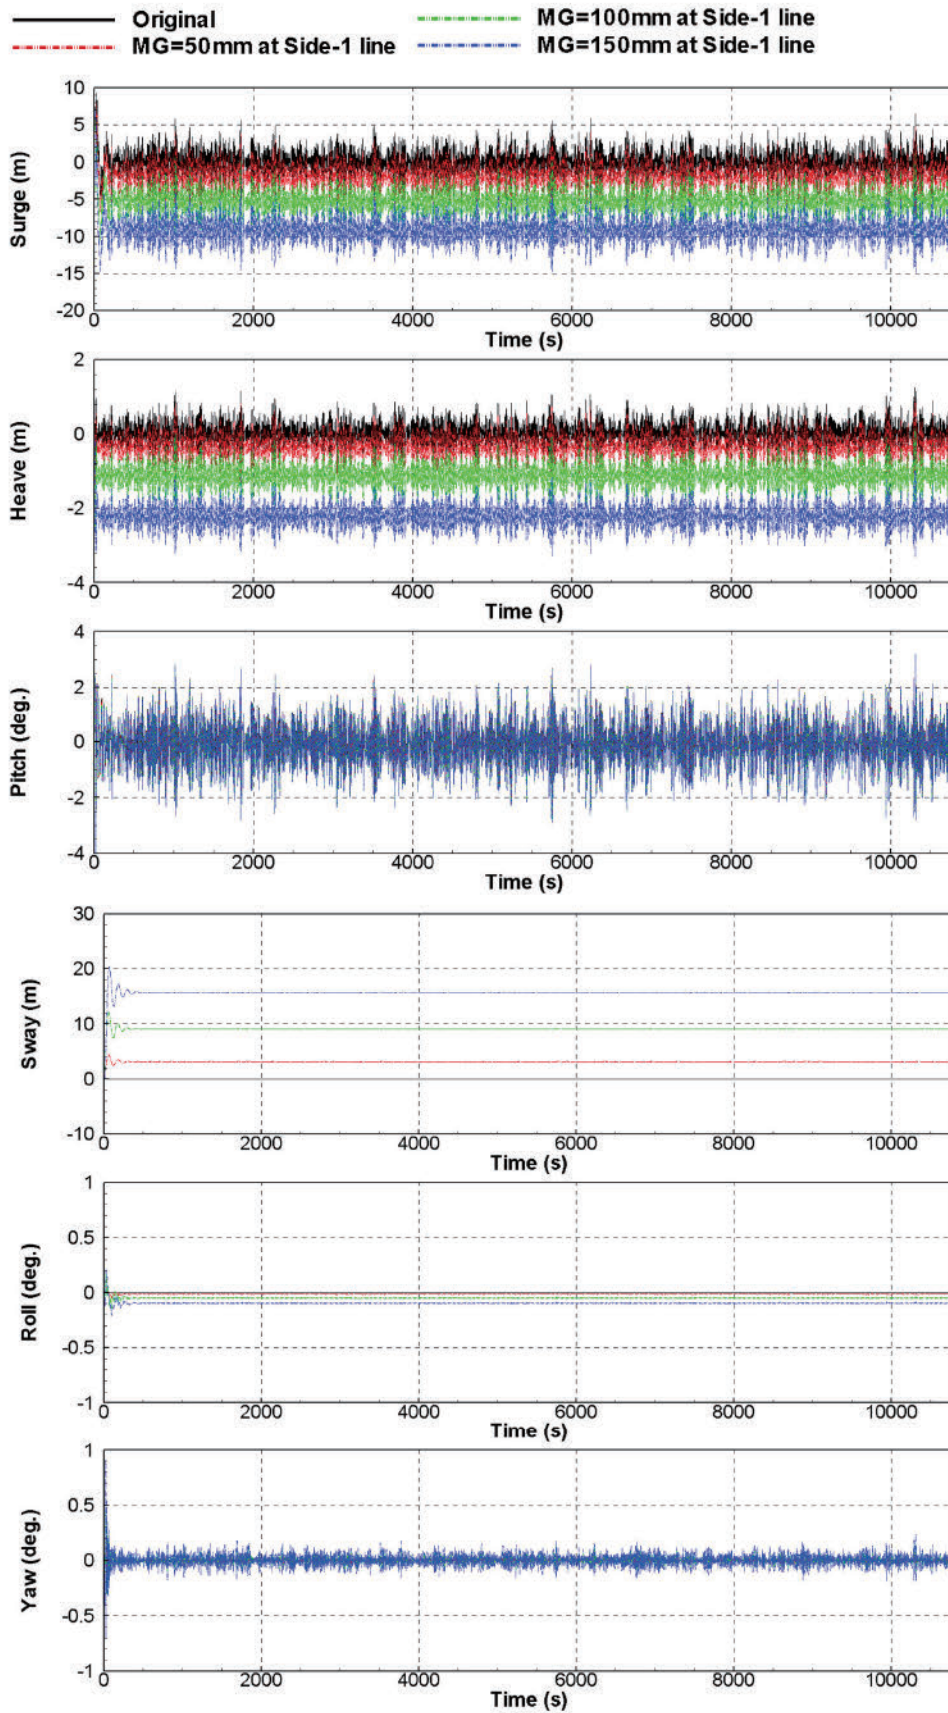 Original
MG=100mm at Side-1 line
MG=50mm at Side-1 line
MG=150mm at Side-1 line
10
5
0
-5
-10
-15
-20
Surge (m)
0 2000 4000 6000 8000 10000
Time (s)
2
0
-2
-4
Heave (m)
0 2000 4000 6000 8000 10000
Time (s)
4
2
0
-2
-4
Pitch (deg.)
0 2000 4000 6000 8000 10000
Time (s)
30
20
10
0
-10
Sway (m)
0 2000 4000 6000 8000 10000
Time (s)
1
0.5
0
-0.5
-1
Roll (deg.)
0 2000 4000 6000 8000 10000
Time (s)
1
0.5
0
-0.5
-1
Yaw (deg.)
0 2000 4000 6000 8000 10000
Time (s)